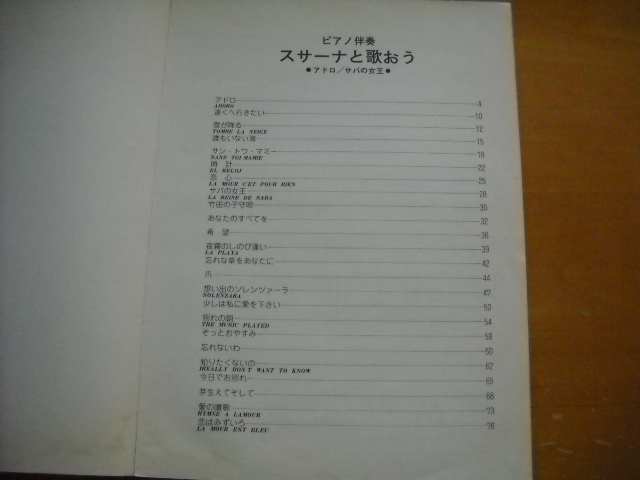 ピアノ伴奏
スサーナと歌おう
●アドロ／サバの女王●
アドロ 4
ADORO
遠くへ行きたい 10
雪が降る 12
TOMBE LA NEIGE
誰もいない海 15
サン・トワ・マミー 18
SANS TOI MAMIE
時計 22
EL RELOJ
恋心 25
LA MOUR C'ET POUR RIEN
サバの女王 28
LA REINE DE SABA
竹田の子守唄 30
あなたのすべてを 32
希望 36
夜霧のしのび逢い 39
LA PLAYA
忘れな草をあなたに 42
爪 44
想い出のソレンツァーラ 47
SOLENZARA
少しは私に愛を下さい 50
別れの朝 54
THE MUSIC PLAYED
そっとおやすみ 58
忘れないわ 60
知りたくないの 62
IREALLY DON'T WANT TO KNOW
今日でお別れ 65
芽生えてそして 68
愛の讃歌 73
HYMNE A LAMOUR
恋はみずいろ 76
LA MOUR EST BLEU